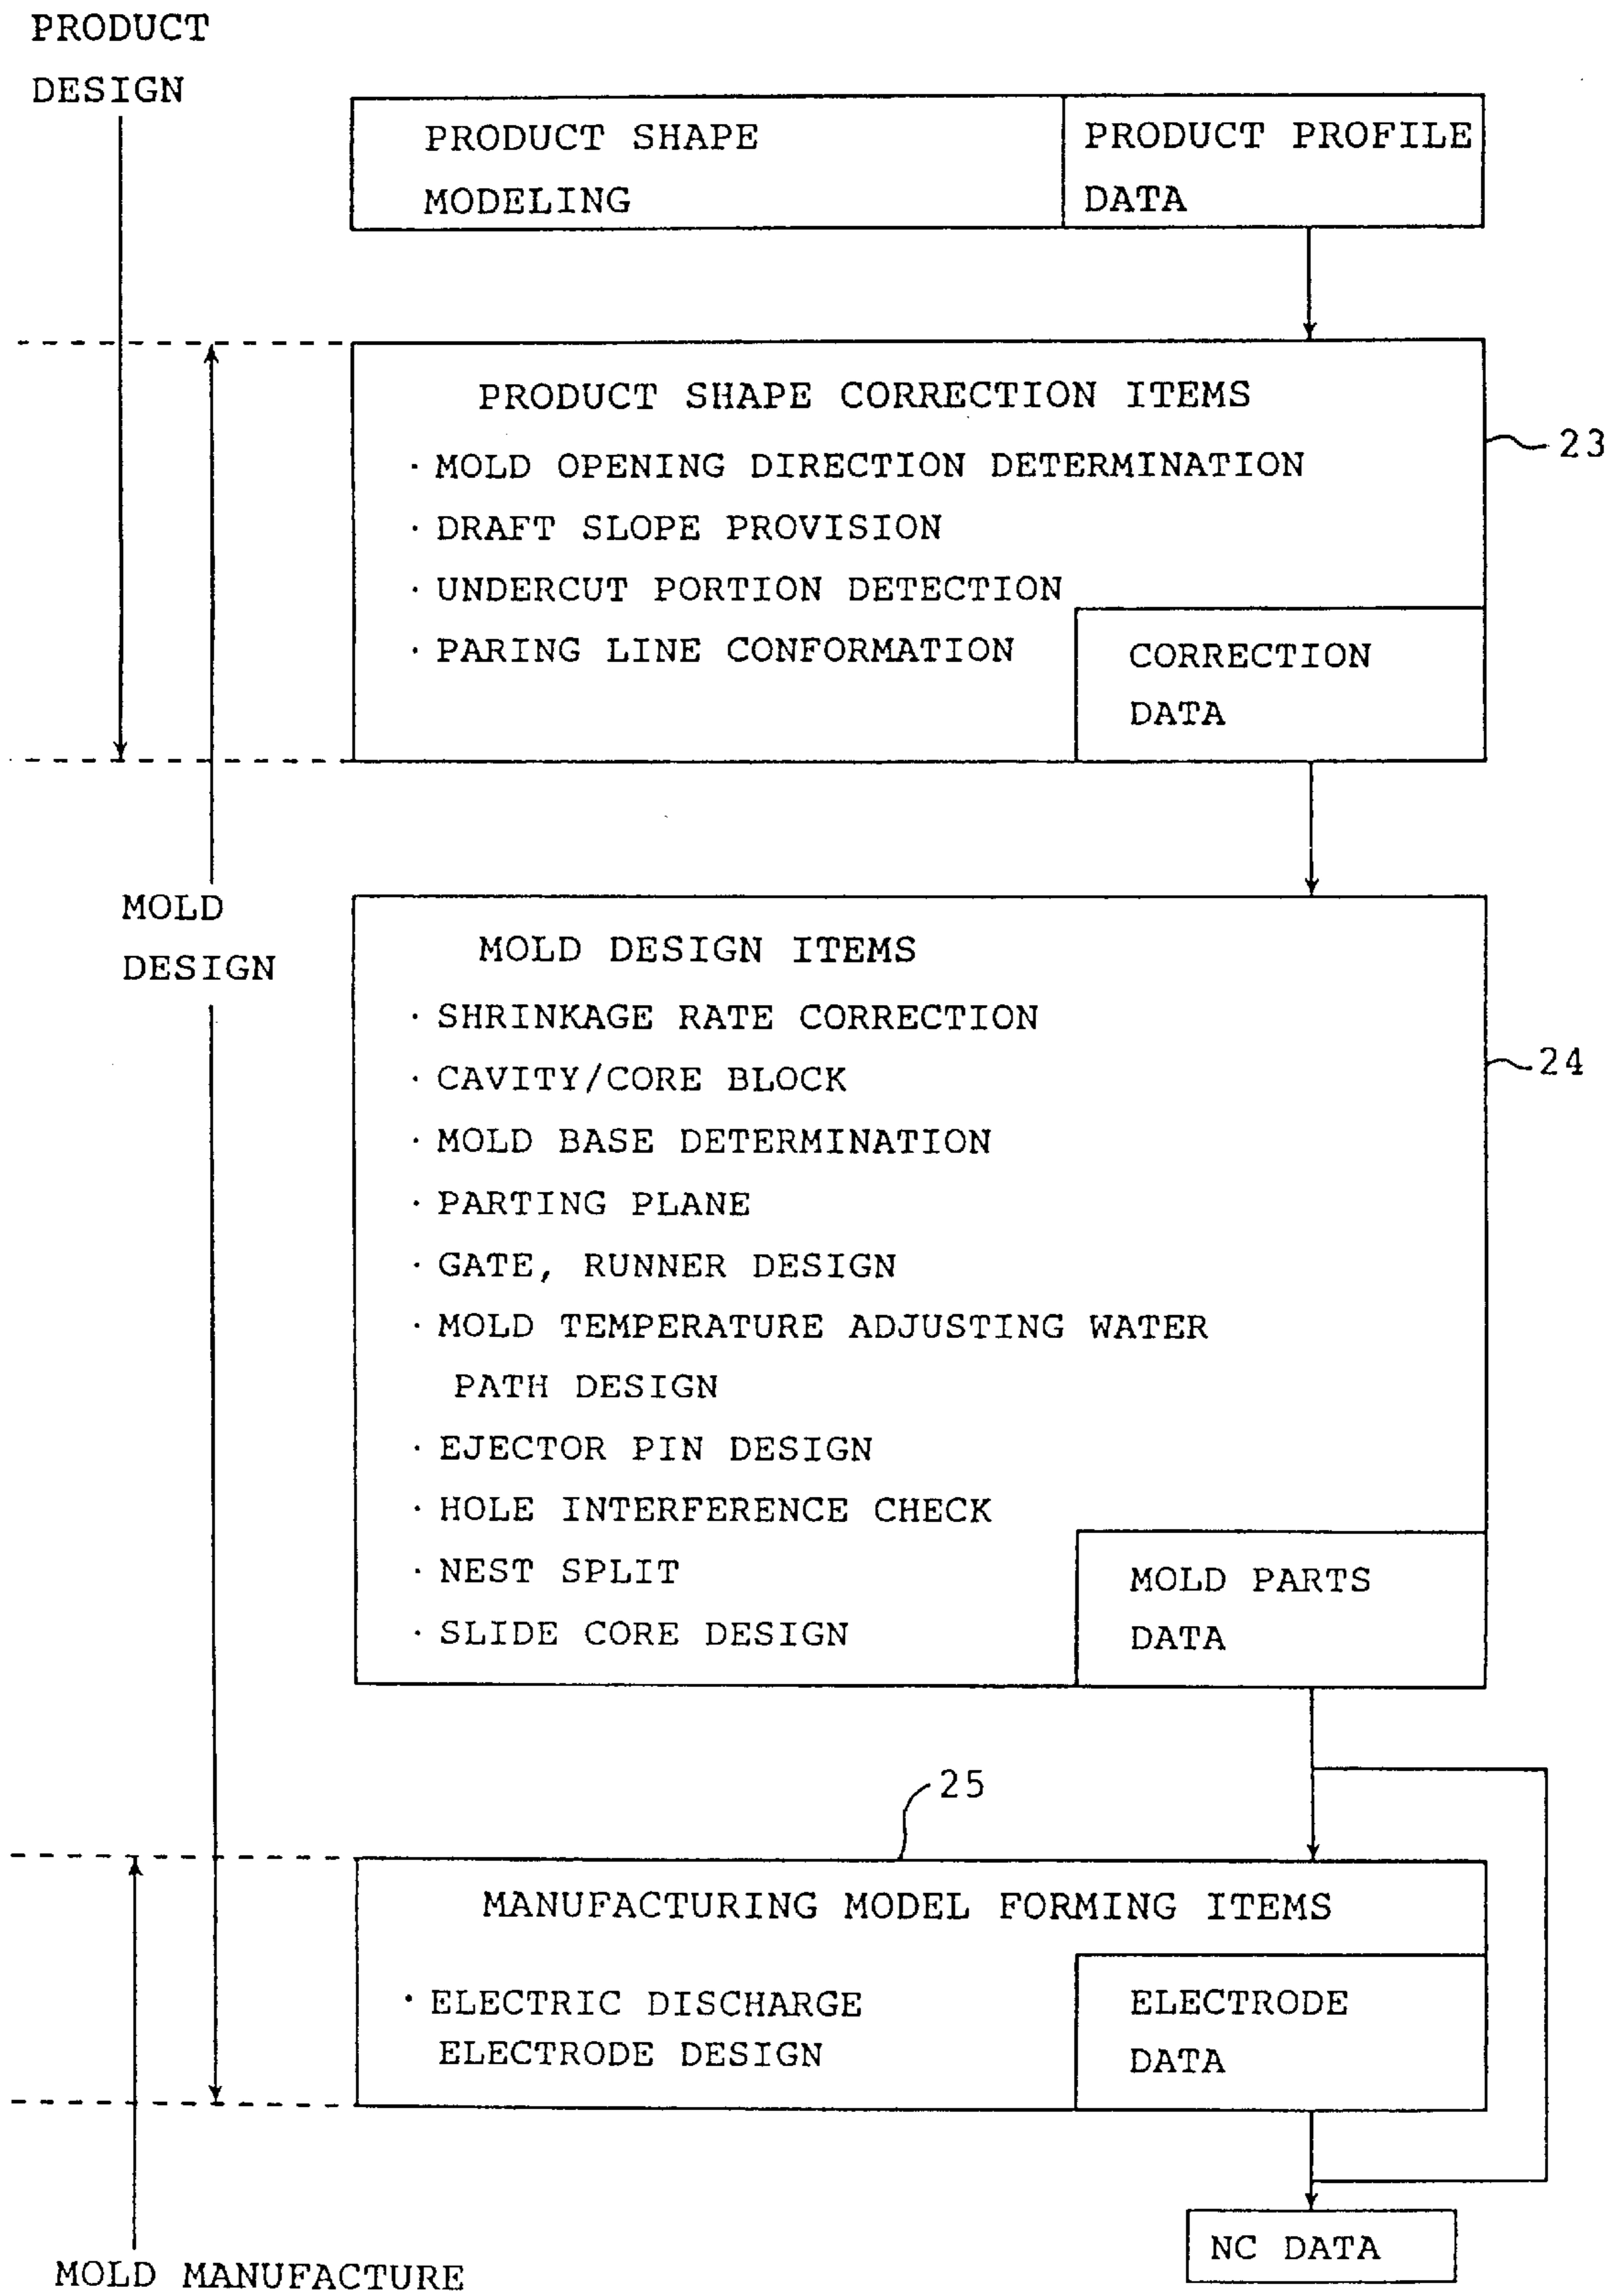 PRODUCT
DESIGN
PRODUCT SHAPE
MODELING
PRODUCT PROFILE
DATA
PRODUCT SHAPE CORRECTION ITEMS
· MOLD OPENING DIRECTION DETERMINATION
· DRAFT SLOPE PROVISION
· UNDERCUT PORTION DETECTION
· PARING LINE CONFORMATION
CORRECTION
DATA
23
MOLD
DESIGN
MOLD DESIGN ITEMS
· SHRINKAGE RATE CORRECTION
· CAVITY/CORE BLOCK
· MOLD BASE DETERMINATION
· PARTING PLANE
· GATE, RUNNER DESIGN
· MOLD TEMPERATURE ADJUSTING WATER
PATH DESIGN
· EJECTOR PIN DESIGN
· HOLE INTERFERENCE CHECK
· NEST SPLIT
· SLIDE CORE DESIGN
MOLD PARTS
DATA
24
25
MANUFACTURING MODEL FORMING ITEMS
· ELECTRIC DISCHARGE
ELECTRODE DESIGN
ELECTRODE
DATA
NC DATA
MOLD MANUFACTURE